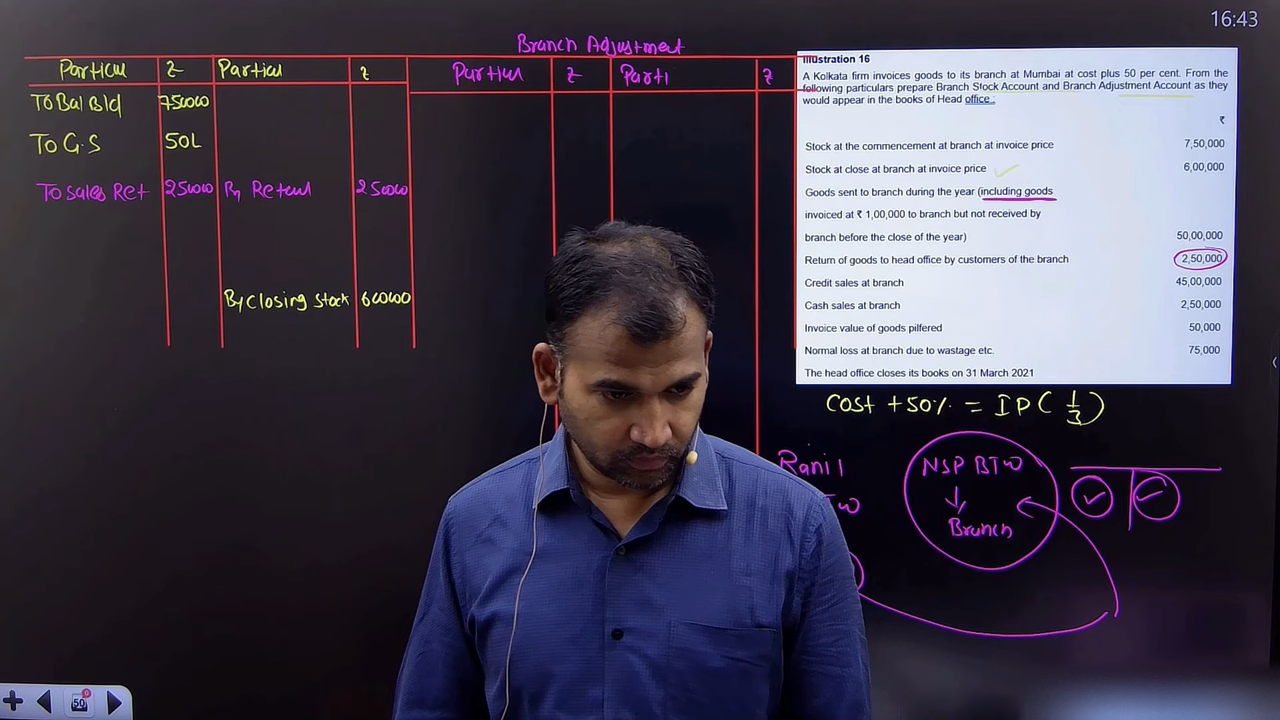 16:43
Branch Adjustment
Particul ₹ Particul ₹ Particul ₹ Parti ₹
To Bal B/d 750000
To G.S 50L
To Sales Ret 25000 By Return 25000
By Closing Stock 600000
Illustration 16
A Kolkata firm invoices goods to its branch at Mumbai at cost plus 50 per cent. From the
following particulars prepare Branch Stock Account and Branch Adjustment Account as they
would appear in the books of Head office :
₹
Stock at the commencement at branch at invoice price 7,50,000
Stock at close at branch at invoice price 6,00,000
Goods sent to branch during the year (including goods
invoiced at ₹ 1,00,000 to branch but not received by
branch before the close of the year) 50,00,000
Return of goods to head office by customers of the branch 2,50,000
Credit sales at branch 45,00,000
Cash sales at branch 2,50,000
Invoice value of goods pilfered 50,000
Normal loss at branch due to wastage etc. 75,000
The head office closes its books on 31 March 2021
Cost + 50% = IP (1/3)
NSP BTW
Branch
50
0